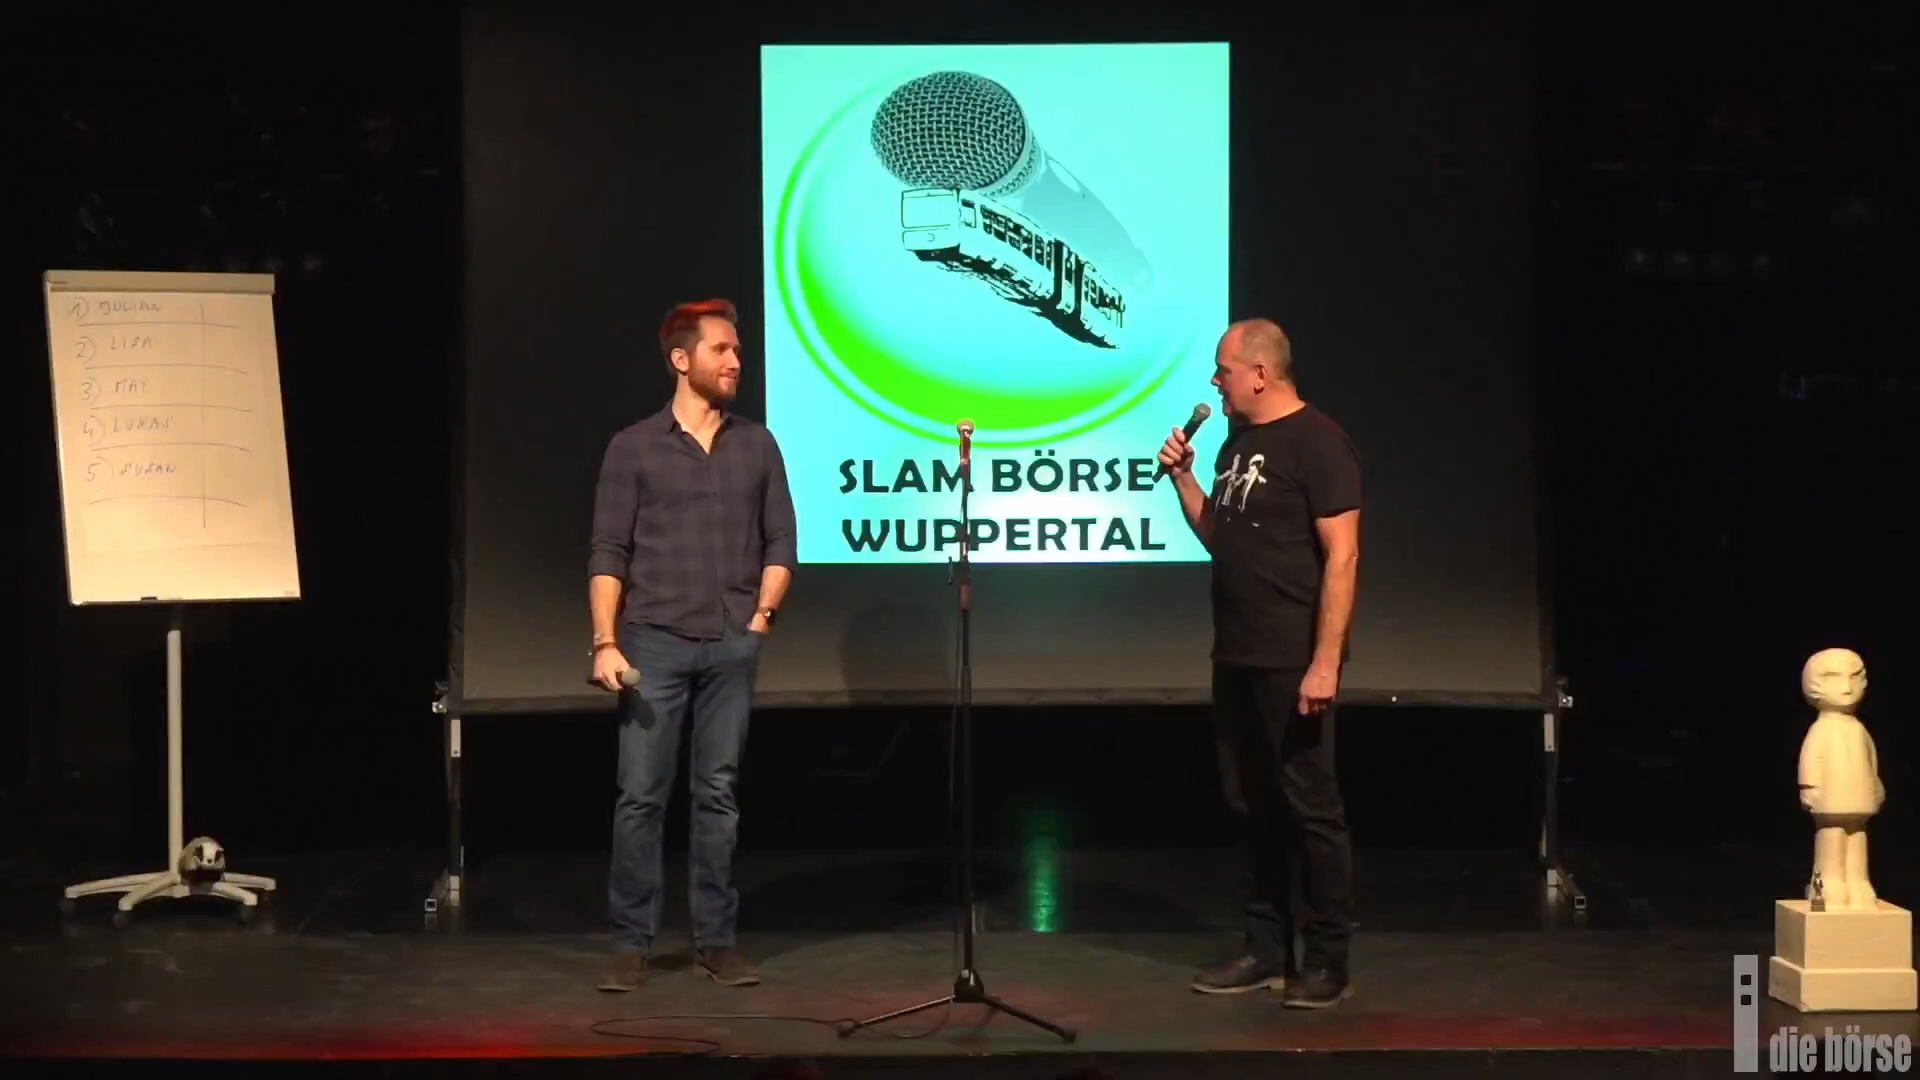 1) JULIAN
2) LISA
3) MAY
4) LUKAS
5) SUSAN
SLAM BÖRSE
WUPPERTAL
die börse